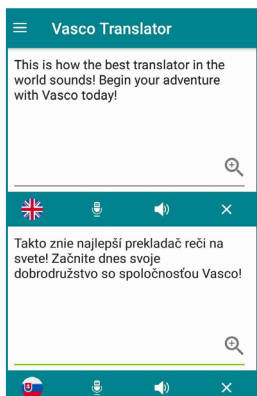 Vasco Translator
This is how the best translator in the
world sounds! Begin your adventure
with Vasco today!
Takto znie najlepší prekladač reči na
svete! Začnite dnes svoje
dobrodružstvo so spoločnosťou Vasco!